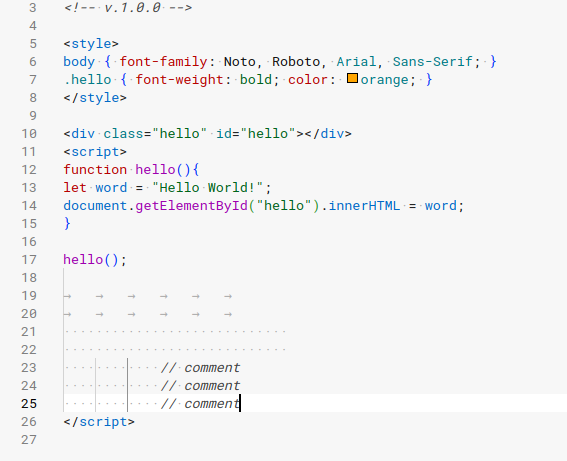 3 <!-- v.1.0.0 -->
4
5 <style>
6 body { font-family: Noto, Roboto, Arial, Sans-Serif; }
7 .hello { font-weight: bold; color: orange; }
8 </style>
9
10 <div class="hello" id="hello"></div>
11 <script>
12 function hello(){
13 let word = "Hello World!";
14 document.getElementById("hello").innerHTML = word;
15 }
16
17 hello();
18
19 → → → → → →
20 → → → → → →
21 ····························
22 ····························
23 // comment
24 // comment
25 // comment
26 </script>
27